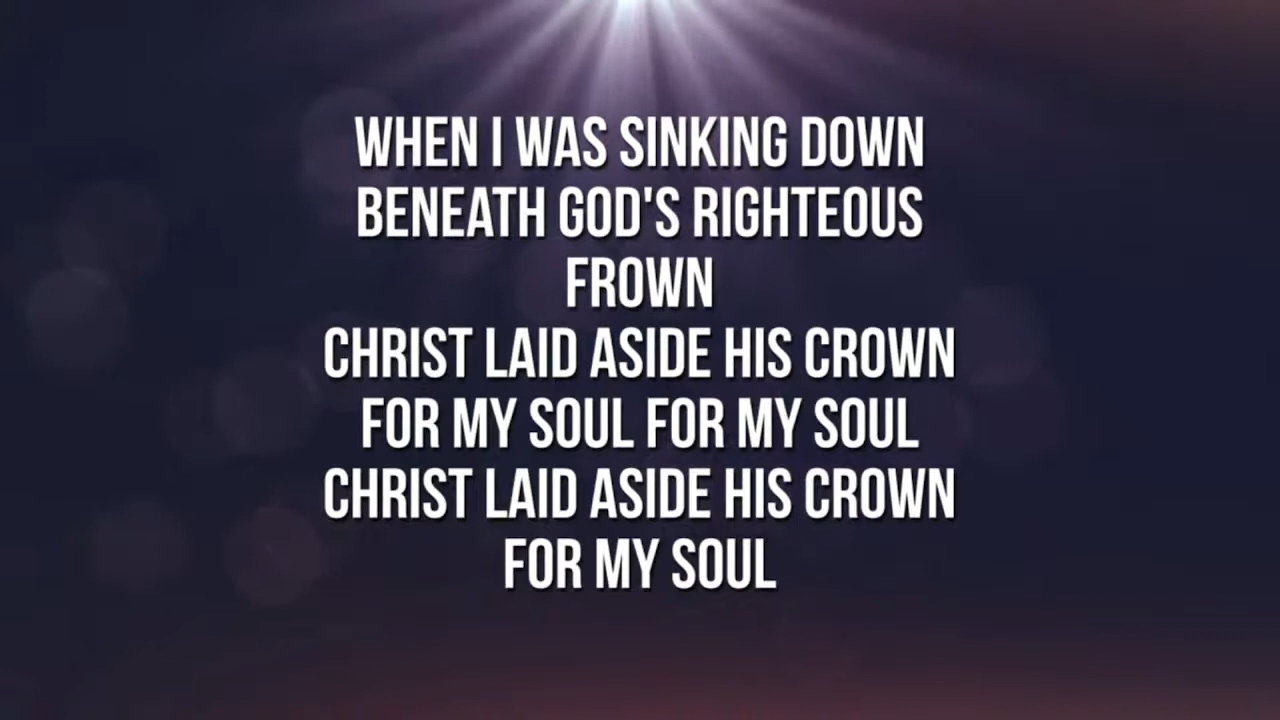 WHEN I WAS SINKING DOWN
BENEATH GOD'S RIGHTEOUS
FROWN
CHRIST LAID ASIDE HIS CROWN
FOR MY SOUL FOR MY SOUL
CHRIST LAID ASIDE HIS CROWN
FOR MY SOUL